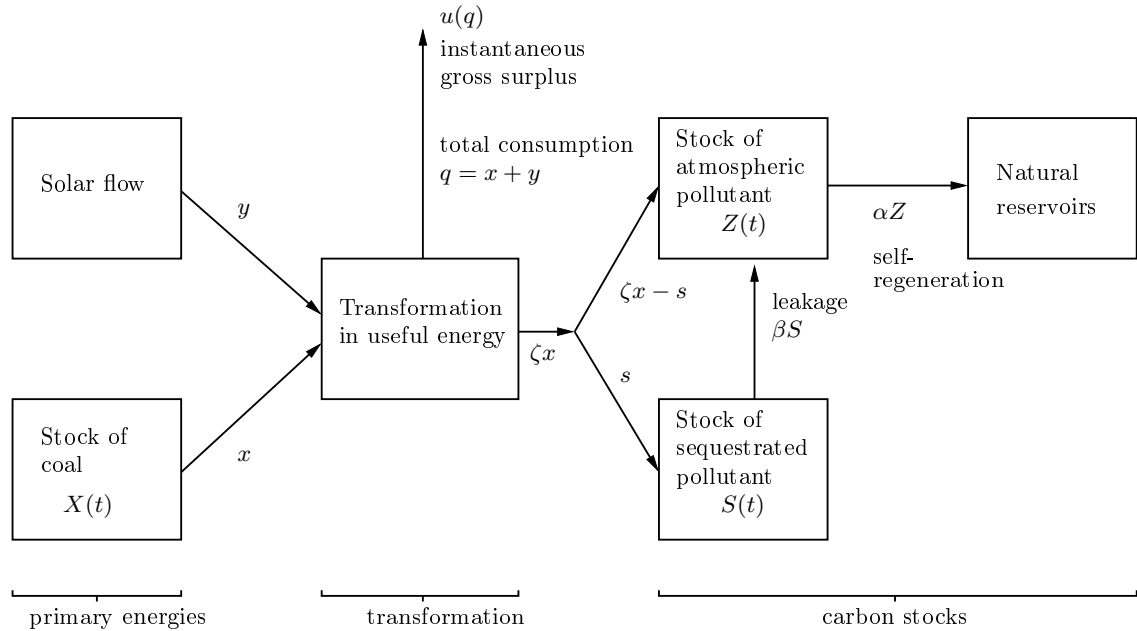 u(q)
instantaneous
gross surplus
total consumption
q = x + y
Solar flow
y
Stock of
coal
X(t)
x
Transformation
in useful energy
ζx
ζx − s
s
Stock of
atmospheric
pollutant
Z(t)
αZ
self-
regeneration
Natural
reservoirs
leakage
βS
Stock of
sequestrated
pollutant
S(t)
primary energies
transformation
carbon stocks